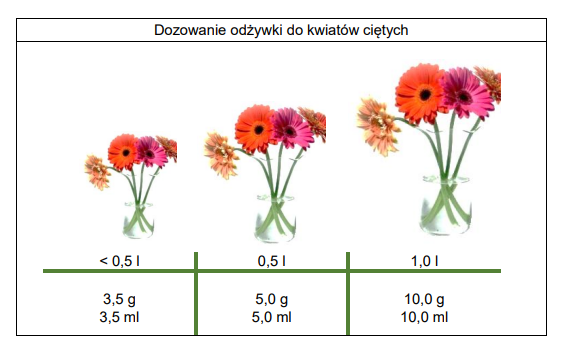 Dozowanie odżywki do kwiatów ciętych
< 0,5 l 0,5 l 1,0 l
3,5 g 5,0 g 10,0 g
3,5 ml 5,0 ml 10,0 ml